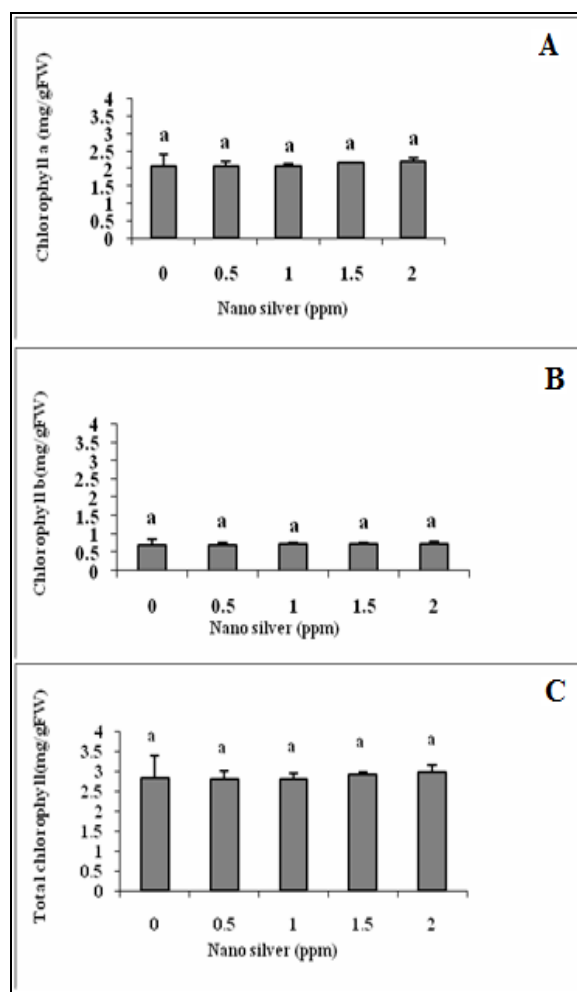 A
Chlorophyll a (mg/gFW)
4
3.5
3
2.5
2
1.5
1
0.5
0
a a a a a
0 0.5 1 1.5 2
Nano silver (ppm)
B
Chlorophyll b(mg/gFW)
4
3.5
3
2.5
2
1.5
1
0.5
0
a a a a a
0 0.5 1 1.5 2
Nano silver (ppm)
C
Total chlorophyll(mg/gFW)
4
3.5
3
2.5
2
1.5
1
0.5
0
a a a a a
0 0.5 1 1.5 2
Nano silver (ppm)